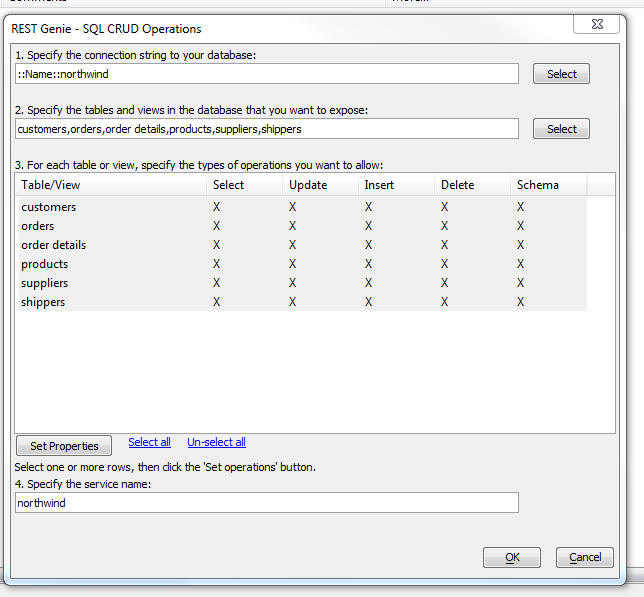 REST Genie - SQL CRUD Operations
1. Specify the connection string to your database:
::Name::northwind
Select
2. Specify the tables and views in the database that you want to expose:
customers,orders,order details,products,suppliers,shippers
Select
3. For each table or view, specify the types of operations you want to allow:
Table/View Select Update Insert Delete Schema
customers X X X X X
orders X X X X X
order details X X X X X
products X X X X X
suppliers X X X X X
shippers X X X X X
Set Properties Select all Un-select all
Select one or more rows, then click the 'Set operations' button.
4. Specify the service name:
northwind
OK Cancel